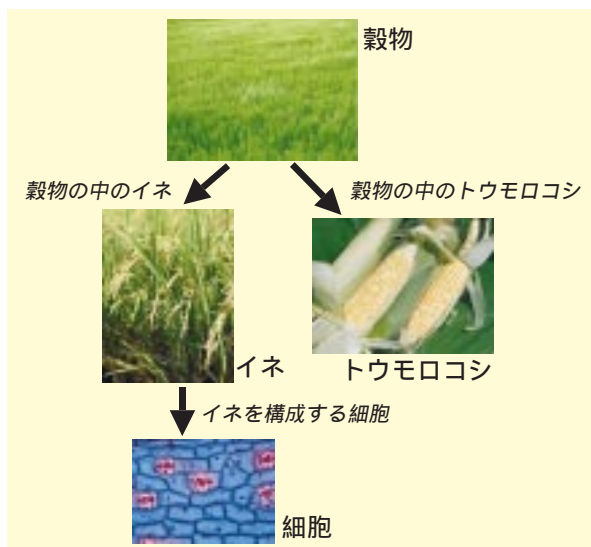 穀物
穀物の中のイネ
穀物の中のトウモロコシ
イネ
トウモロコシ
イネを構成する細胞
細胞